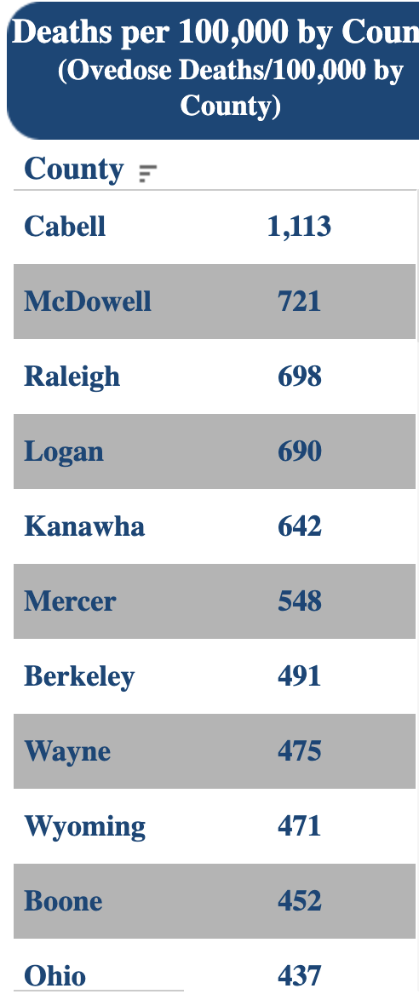 Deaths per 100,000 by Coun
(Ovedose Deaths/100,000 by
County)
County
Cabell 1,113
McDowell 721
Raleigh 698
Logan 690
Kanawha 642
Mercer 548
Berkeley 491
Wayne 475
Wyoming 471
Boone 452
Ohio 437